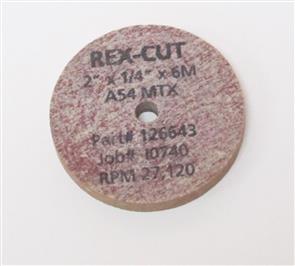 REX-CUT
2" x 1/4" x 6M
A54 MTX
Part# 126643
Job# I0740
RPM 27,120